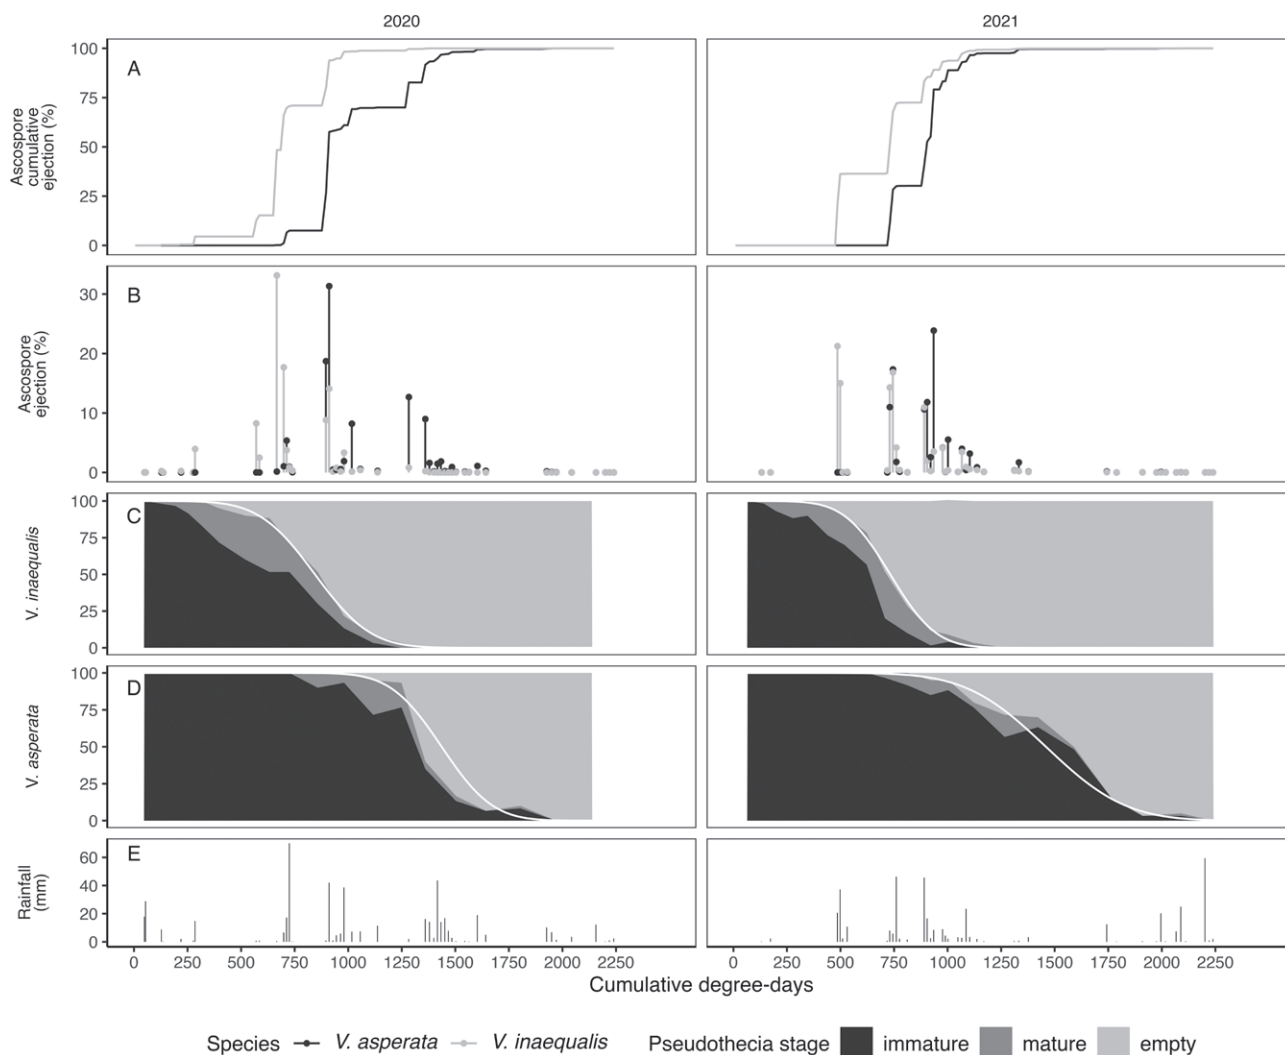 2020 2021
A
100
75
50
25
0
Ascospore
cumulative
ejection (%)
B
30
20
10
0
Ascospore
ejection (%)
C
100
75
50
25
0
V. inaequalis
D
100
75
50
25
0
V. asperata
E
60
40
20
0
Rainfall
(mm)
0 250 500 750 1000 1250 1500 1750 2000 2250 0 250 500 750 1000 1250 1500 1750 2000 2250
Cumulative degree-days
Species V. asperata V. inaequalis Pseudothecia stage immature mature empty